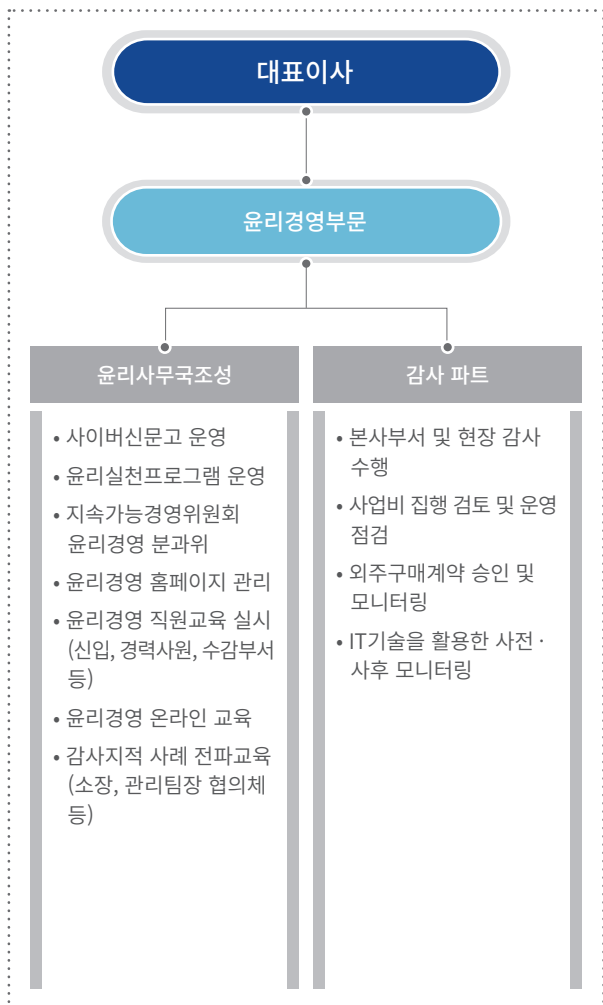 대표이사
윤리경영부문
윤리사무국조성
• 사이버신문고 운영
• 윤리실천프로그램 운영
• 지속가능경영위원회
윤리경영 분과위
• 윤리경영 홈페이지 관리
• 윤리경영 직원교육 실시
(신입, 경력사원, 수감부서
등)
• 윤리경영 온라인 교육
• 감사지적 사례 전파교육
(소장, 관리팀장 협의체
등)
감사 파트
• 본사부서 및 현장 감사
수행
• 사업비 집행 검토 및 운영
점검
• 외주구매계약 승인 및
모니터링
• IT기술을 활용한 사전 ·
사후 모니터링